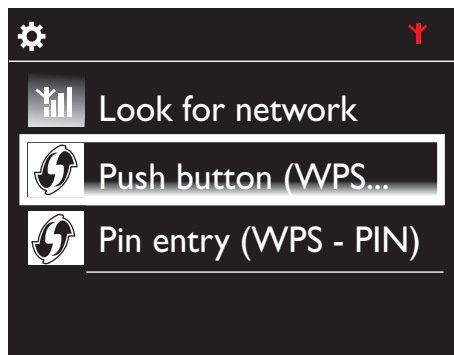 Look for network
Push button (WPS...
Pin entry (WPS - PIN)